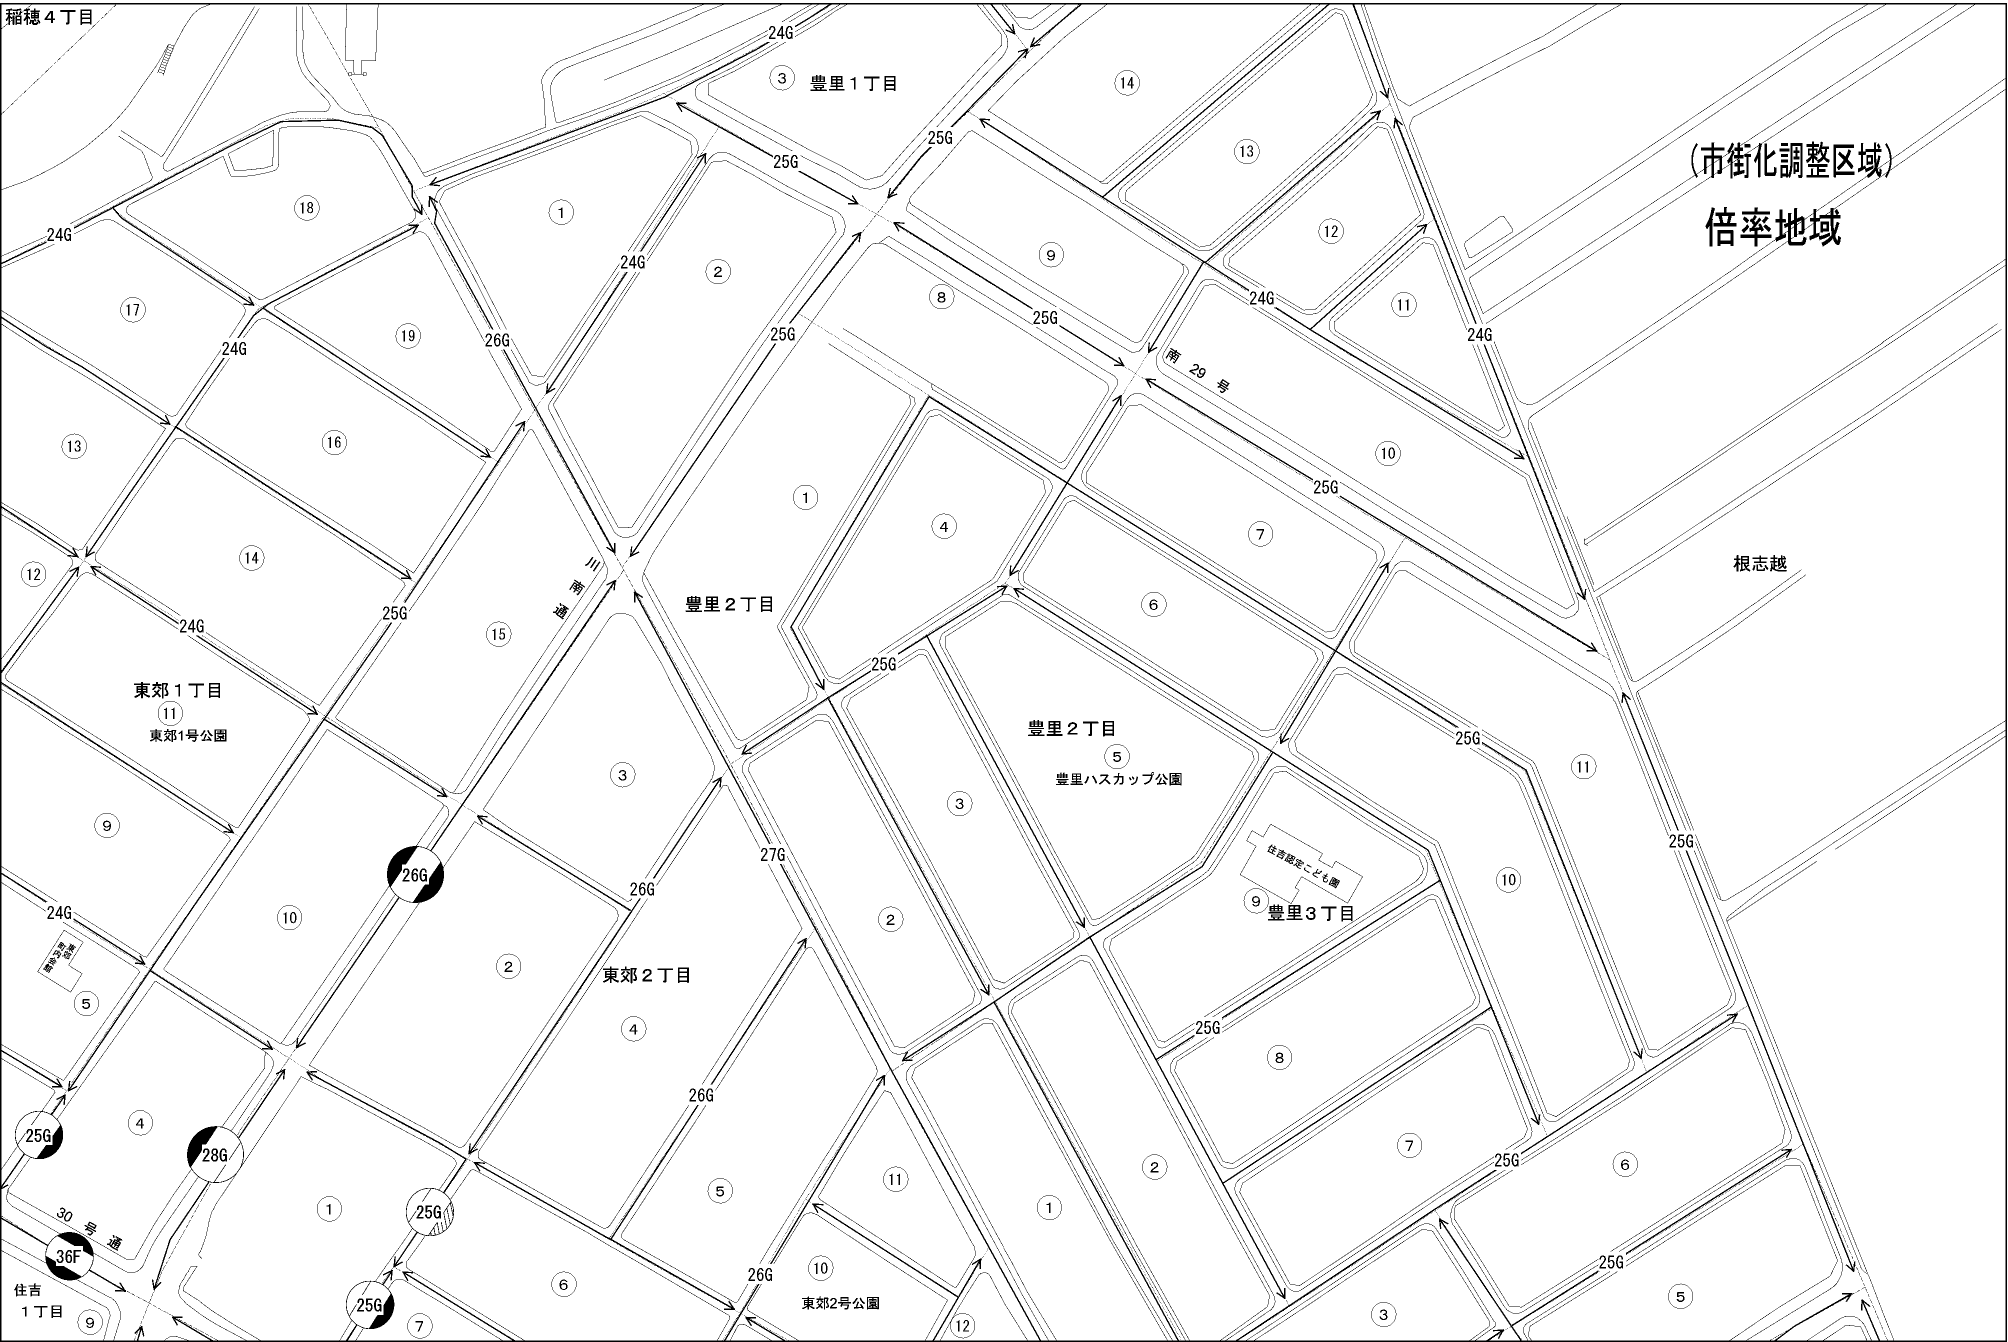 稲穂４丁目
24G
③
豊里１丁目
⑭
25G
25G
⑬
(市街化調整区域)
倍率地域
⑱
①
24G
⑫
⑨
24G
②
⑧
24G
⑪
⑰
25G
25G
24G
⑲
26G
24G
南 29 号
⑯
⑬
⑩
25G
①
④
⑦
⑭
⑫
川南通
根志越
豊里２丁目
⑥
25G
24G
⑮
25G
東郊１丁目
⑪
東郊1号公園
豊里２丁目
⑤
豊里ハスカップ公園
25G
⑪
③
③
⑨
27G
25G
住吉認定こども園
26G
26G
⑩
⑨
豊里３丁目
24G
⑩
②
東宮町内会館
②
東郊２丁目
⑤
④
25G
⑧
26G
④
25G
28G
⑦
25G
⑥
②
⑪
⑤
①
①
25G
30 号 通
36F
25G
26G
⑩
東郊2号公園
⑥
住吉
１丁目
⑨
25G
⑦
⑫
③
⑤